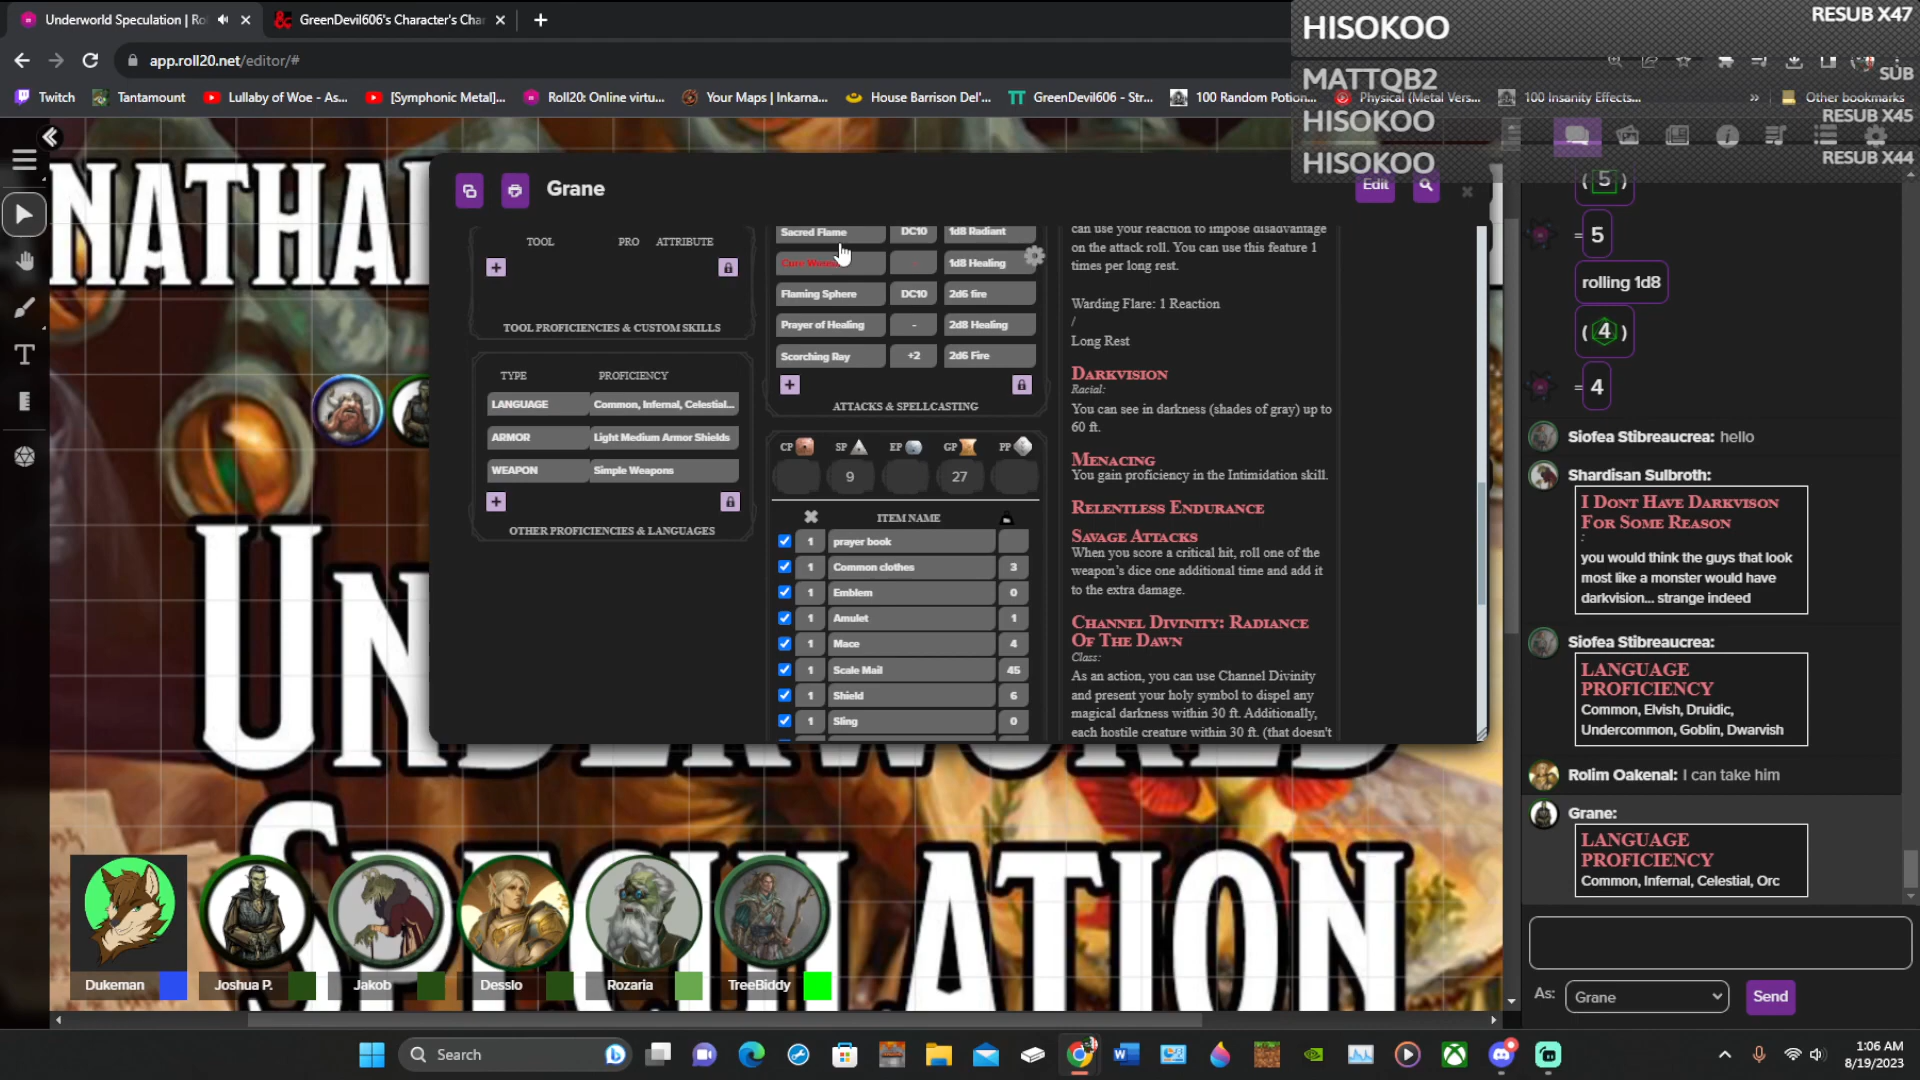 Underworld Speculation | Ro
GreenDevil606's Character's Cha
HISOKOO
RESUB X47
MATTQB2
SUB
HISOKOO
RESUB X45
HISOKOO
RESUB X44
app.roll20.net/editor/#
Twitch
Tantamount
Lullaby of Woe - As...
[Symphonic Metal]...
Roll20: Online virtu...
Your Maps | Inkarna...
House Barrison Del'...
GreenDevil606 - Str...
100 Random Potion...
Physical (Metal Vers...
100 Insanity Effects...
Other bookmarks
NATHA
UN
UNDERWORLD
SPECULATION
Grane
Edit
TOOL PRO ATTRIBUTE
TOOL PROFICIENCIES & CUSTOM SKILLS
TYPE PROFICIENCY
LANGUAGE Common, Infernal, Celestial...
ARMOR Light Medium Armor Shields
WEAPON Simple Weapons
OTHER PROFICIENCIES & LANGUAGES
Sacred Flame DC10 1d8 Radiant
Cure 1d8 Healing
Flaming Sphere DC10 2d6 fire
Prayer of Healing - 2d8 Healing
Scorching Ray +2 2d6 Fire
ATTACKS & SPELLCASTING
CP SP EP GP PP
9 27
ITEM NAME
1 prayer book
1 Common clothes 3
1 Emblem 0
1 Amulet 1
1 Mace 4
1 Scale Mail 45
1 Shield 6
1 Sling 0
can use your reaction to impose disadvantage
on the attack roll. You can use this feature 1
times per long rest.
Warding Flare: 1 Reaction
/
Long Rest
DARKVISION
Racial:
You can see in darkness (shades of gray) up to
60 ft.
MENACING
You gain proficiency in the Intimidation skill.
RELENTLESS ENDURANCE
SAVAGE ATTACKS
When you score a critical hit, roll one of the
weapon's dice one additional time and add it
to the extra damage.
CHANNEL DIVINITY: RADIANCE
OF THE DAWN
Class:
As an action, you can use Channel Divinity
and present your holy symbol to dispel any
magical darkness within 30 ft. Additionally,
each hostile creature within 30 ft. (that doesn't
(5)
= 5
rolling 1d8
(4)
= 4
Siofea Stibreaucrea: hello
Shardisan Sulbroth:
I DONT HAVE DARKVISON
FOR SOME REASON
:
you would think the guys that look
most like a monster would have
darkvision... strange indeed
Siofea Stibreaucrea:
LANGUAGE
PROFICIENCY
Common, Elvish, Druidic,
Undercommon, Goblin, Dwarvish
Rolim Oakenal: I can take him
Grane:
LANGUAGE
PROFICIENCY
Common, Infernal, Celestial, Orc
As: Grane Send
Dukeman
Joshua P.
Jakob
Desslo
Rozaria
TreeBiddy
Search
1:06 AM
8/19/2023